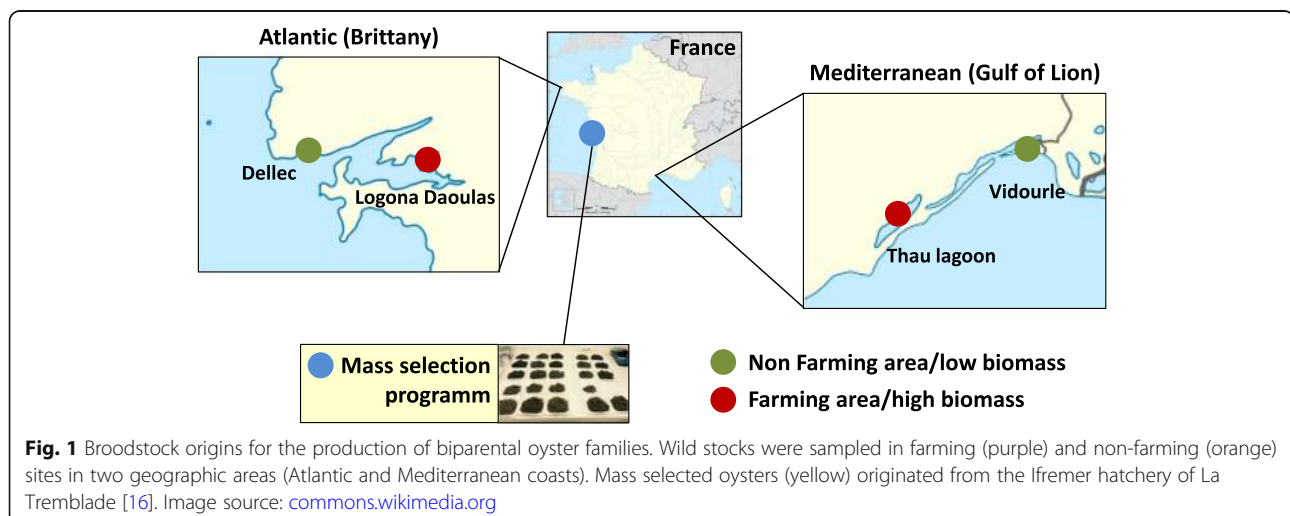 Atlantic (Brittany)
France
Mediterranean (Gulf of Lion)
Dellec
Logona Daoulas
Vidourle
Thau lagoon
Mass selection
programm
Non Farming area/low biomass
Farming area/high biomass
Fig. 1 Broodstock origins for the production of biparental oyster families. Wild stocks were sampled in farming (purple) and non-farming (orange)
sites in two geographic areas (Atlantic and Mediterranean coasts). Mass selected oysters (yellow) originated from the Ifremer hatchery of La
Tremblade [16]. Image source: commons.wikimedia.org